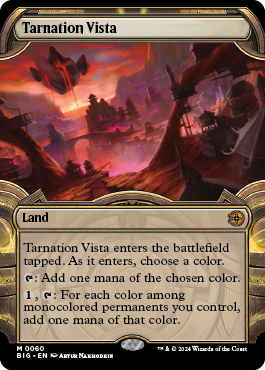 Tarnation Vista
Land
Tarnation Vista enters the battlefield
tapped. As it enters, choose a color.
: Add one mana of the chosen color.
1, : For each color among
monocolored permanents you control,
add one mana of that color.
M 0060
BIG • EN Artur Nakhodkin
™ & © 2024 Wizards of the Coast